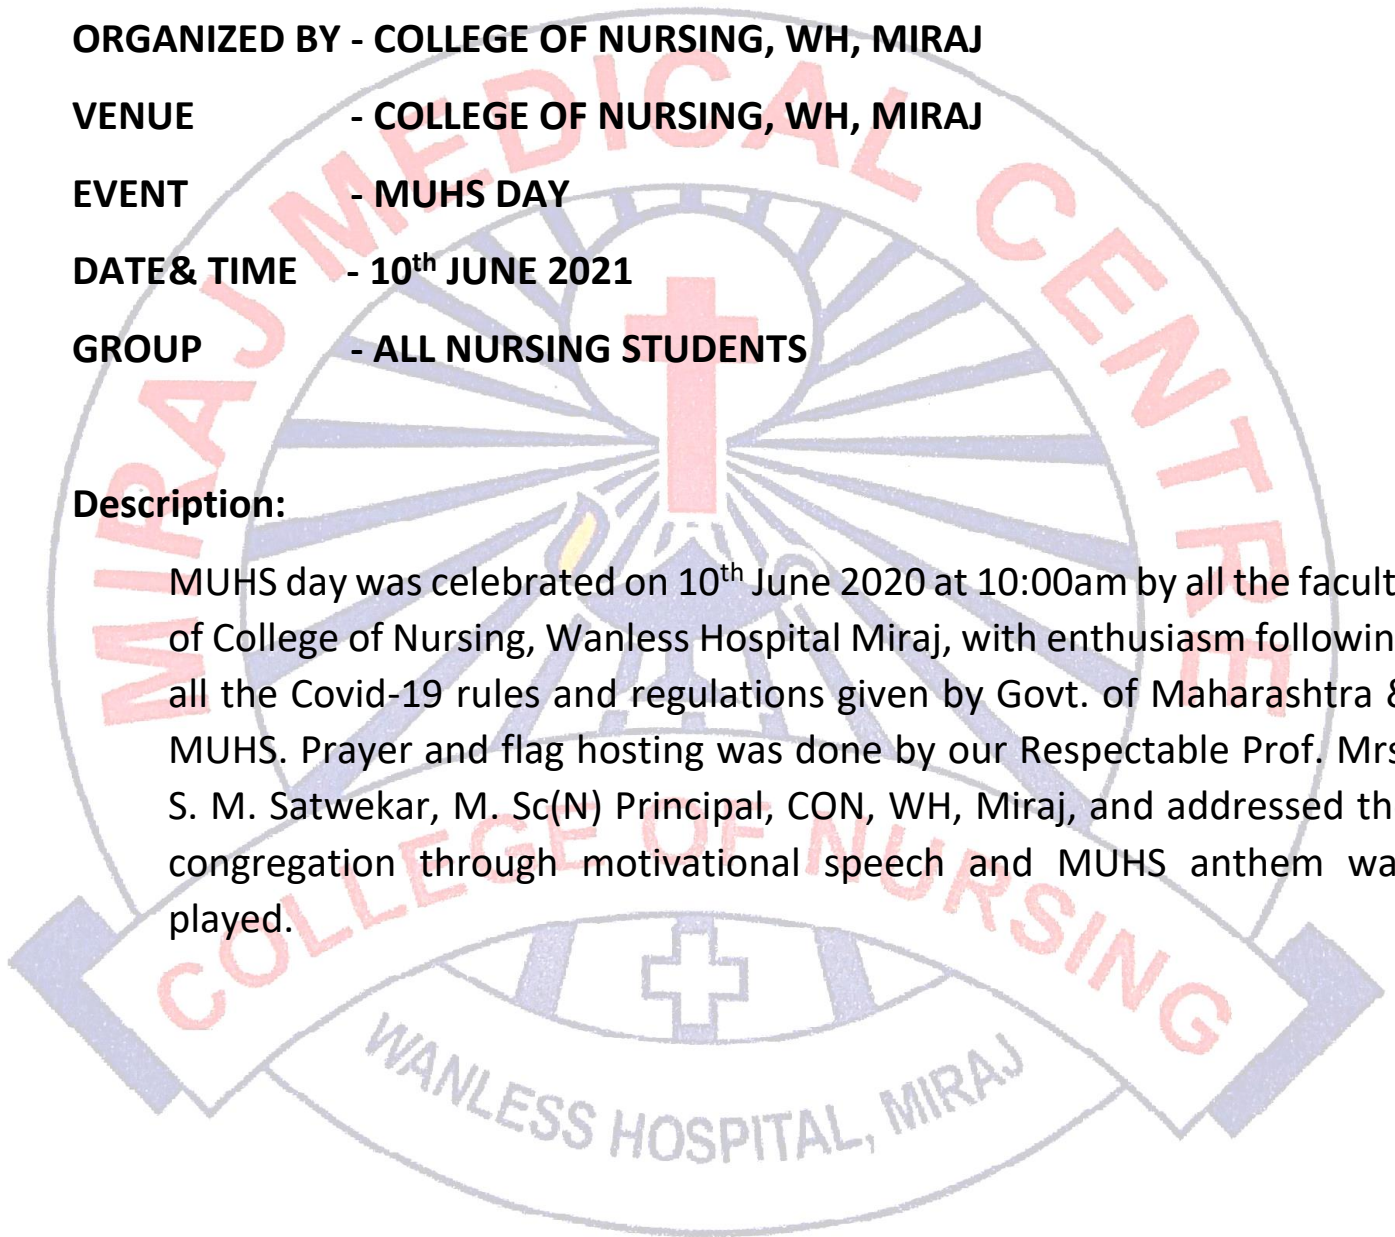 ORGANIZED BY - COLLEGE OF NURSING, WH, MIRAJ
VENUE - COLLEGE OF NURSING, WH, MIRAJ
EVENT - MUHS DAY
DATE& TIME - 10th JUNE 2021
GROUP - ALL NURSING STUDENTS
Description:
MUHS day was celebrated on 10th June 2020 at 10:00am by all the facult
of College of Nursing, Wanless Hospital Miraj, with enthusiasm followin
all the Covid-19 rules and regulations given by Govt. of Maharashtra &
MUHS. Prayer and flag hosting was done by our Respectable Prof. Mrs
S. M. Satwekar, M. Sc(N) Principal, CON, WH, Miraj, and addressed th
congregation through motivational speech and MUHS anthem wa
played.
MIRAJ MEDICAL CENTRE
COLLEGE OF NURSING
WANLESS HOSPITAL, MIRAJ